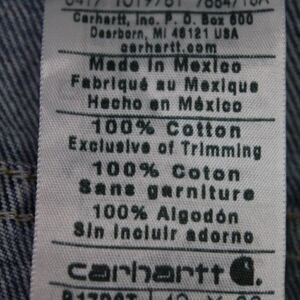 Carhartt, Inc. P. O. Box 600
Dearborn, MI 48121 USA
carhartt.com
Made in Mexico
Fabriqué au Mexique
Hecho en México
100% Cotton
Exclusive of Trimming
100% Coton
Sans garniture
100% Algodón
Sin incluir adorno
carhartt